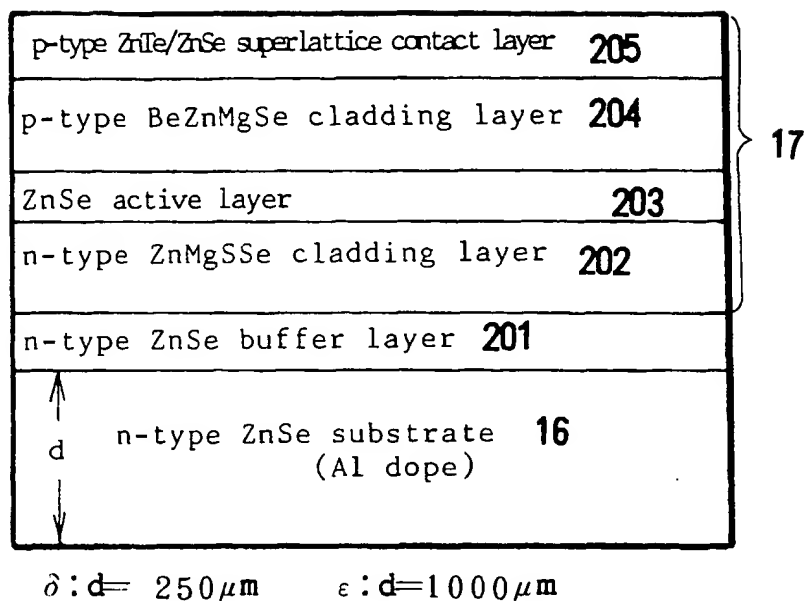 p-type ZnTe/ZnSe superlattice contact layer 205
p-type BeZnMgSe cladding layer 204
17
ZnSe active layer 203
n-type ZnMgSSe cladding layer 202
n-type ZnSe buffer layer 201
d
n-type ZnSe substrate 16
(Al dope)
δ:d= 250μm ε:d=1000μm